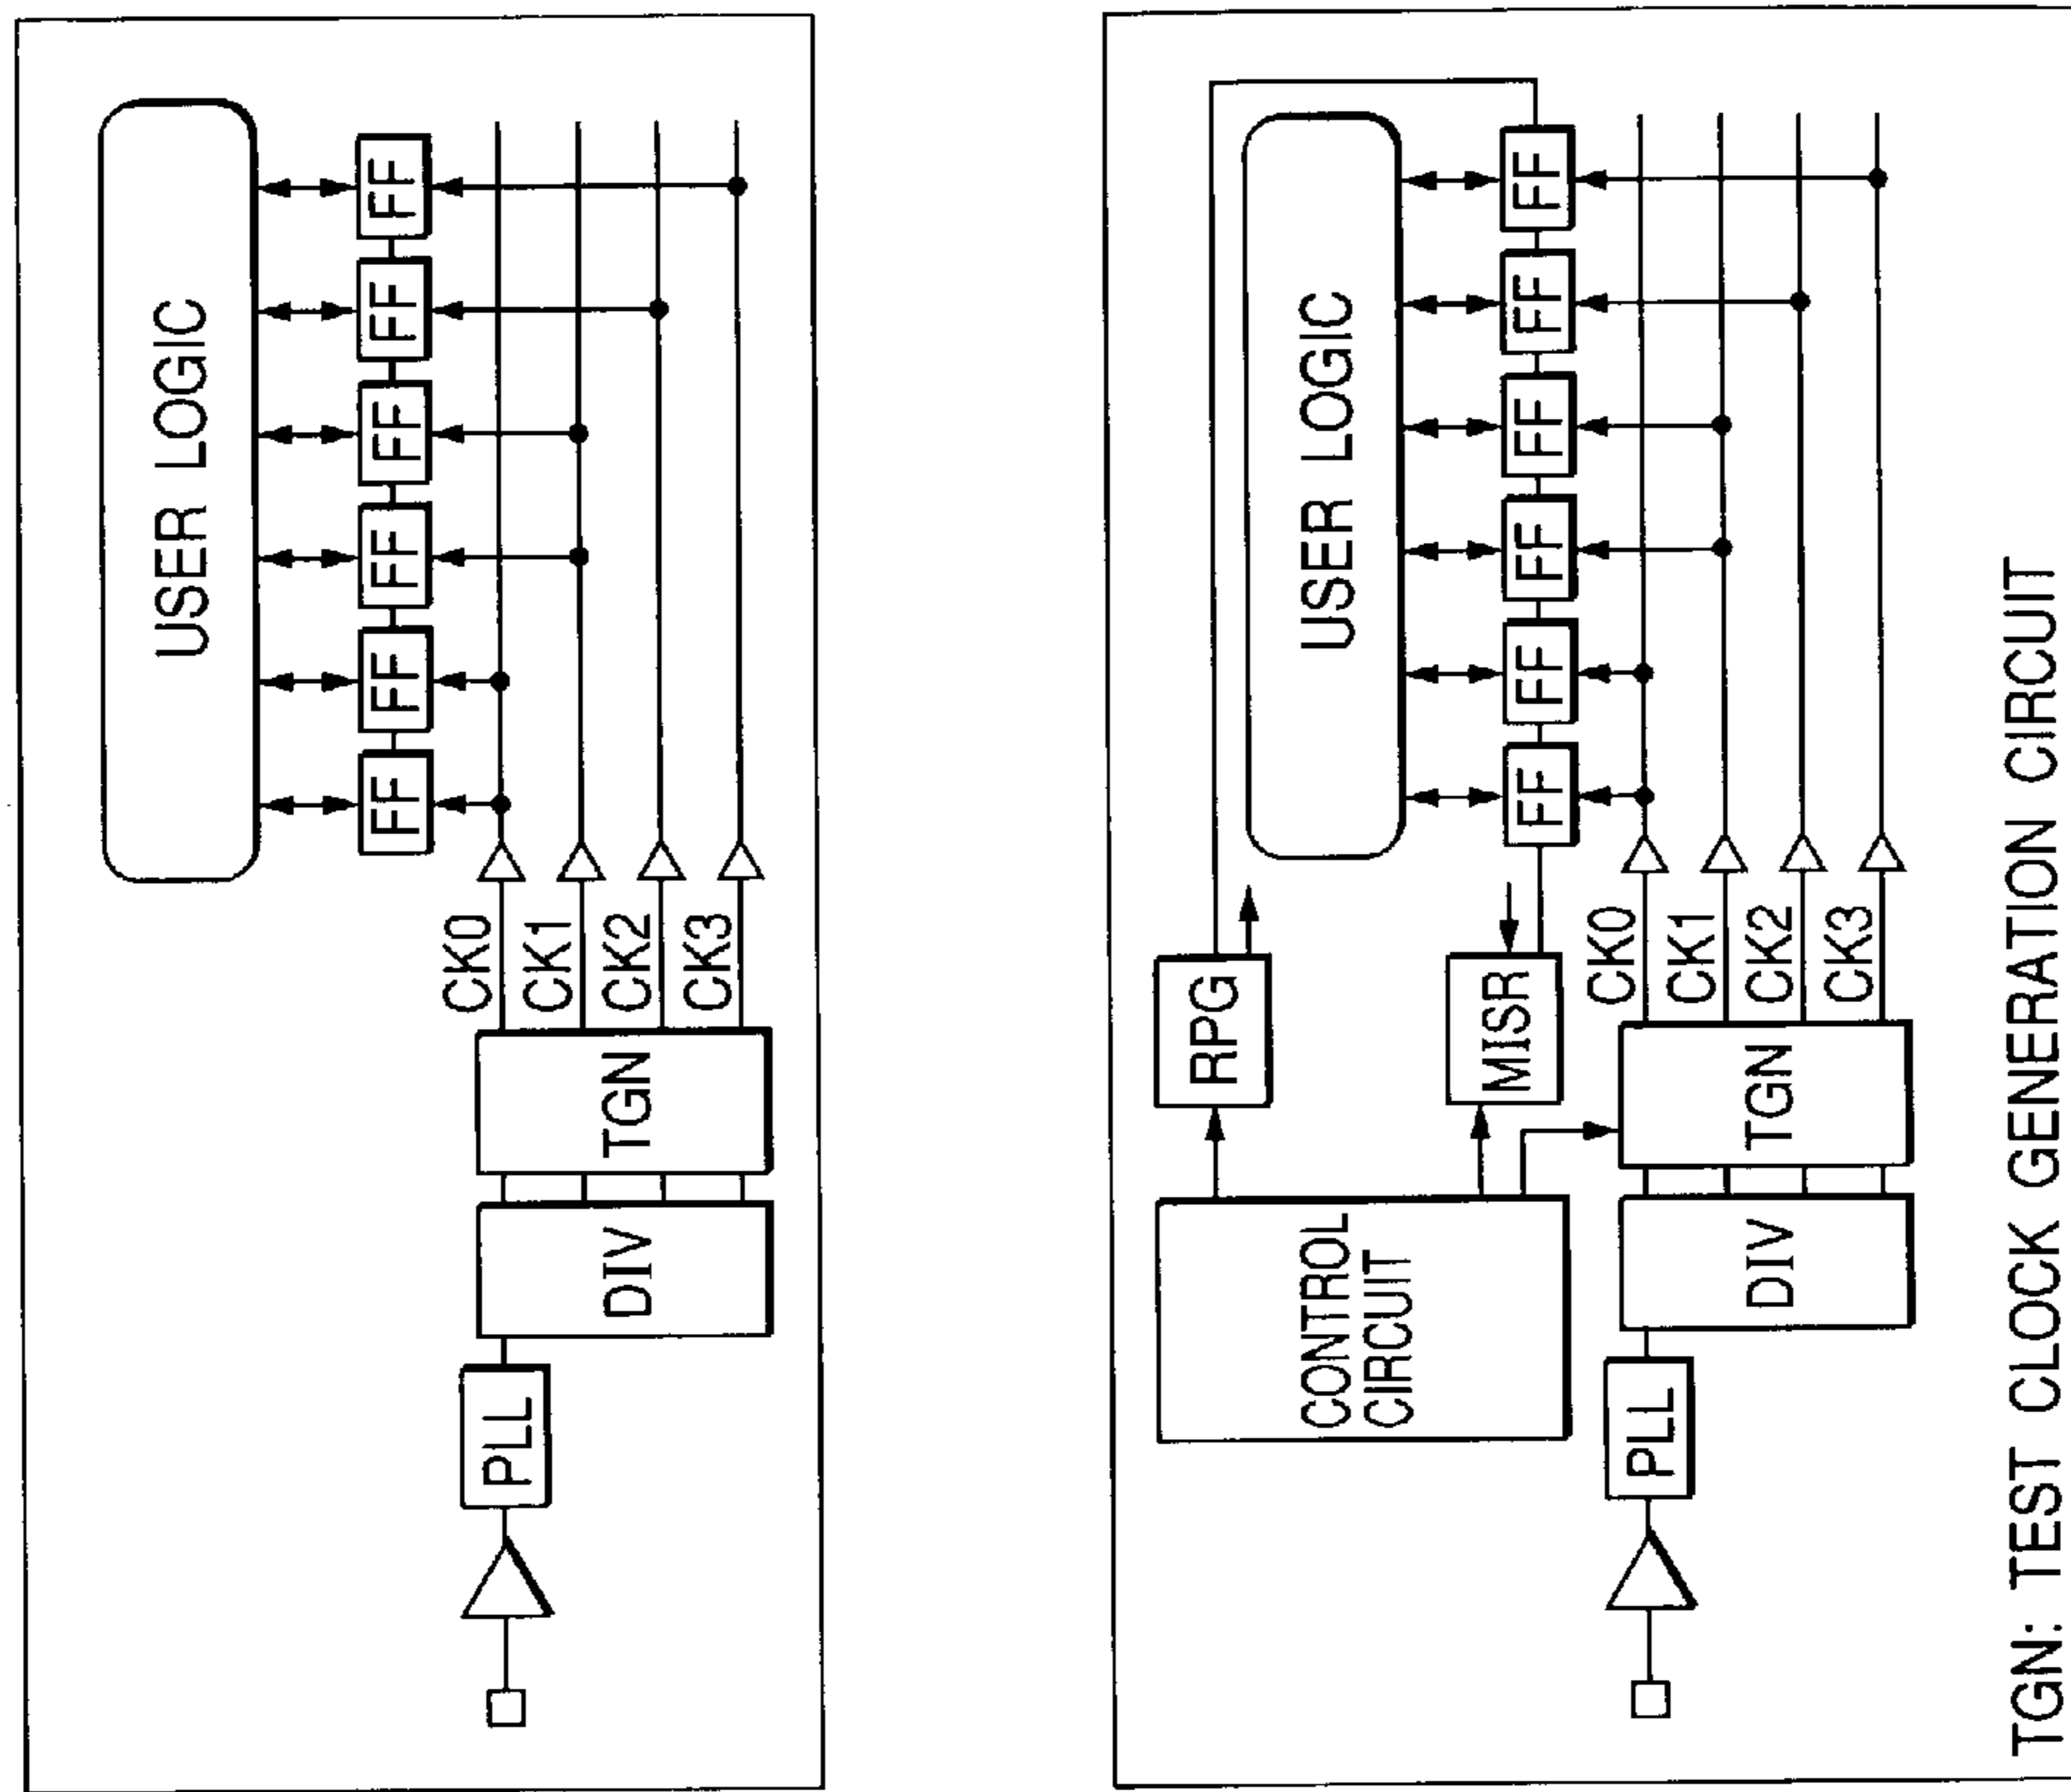 USER LOGIC
FF
FF
FF
FF
FF
FF
CK0
CK1
CK2
CK3
PLL
DIV
TGN
USER LOGIC
RPG
FF
FF
FF
FF
FF
FF
MISR
CONTROL
CIRCUIT
CK0
CK1
CK2
CK3
PLL
DIV
TGN
TGN: TEST CLOCK GENERATION CIRCUIT